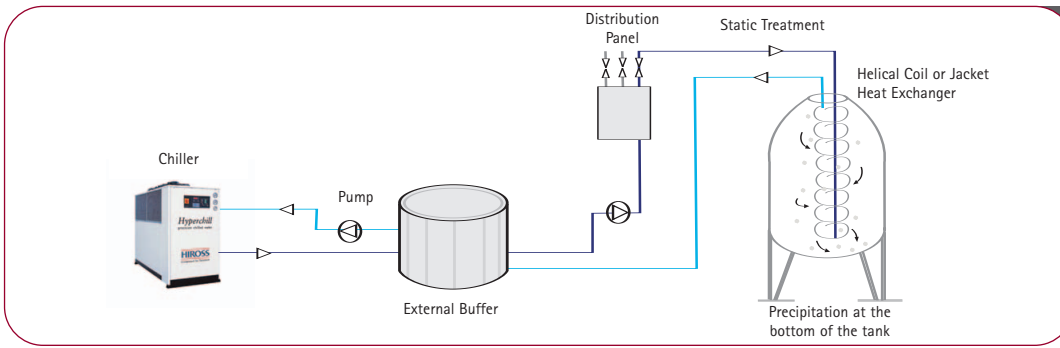 Distribution
Panel
Static Treatment
Helical Coil or Jacket
Heat Exchanger
Chiller
Pump
Hyperchill
HIROSS
External Buffer
Precipitation at the
bottom of the tank